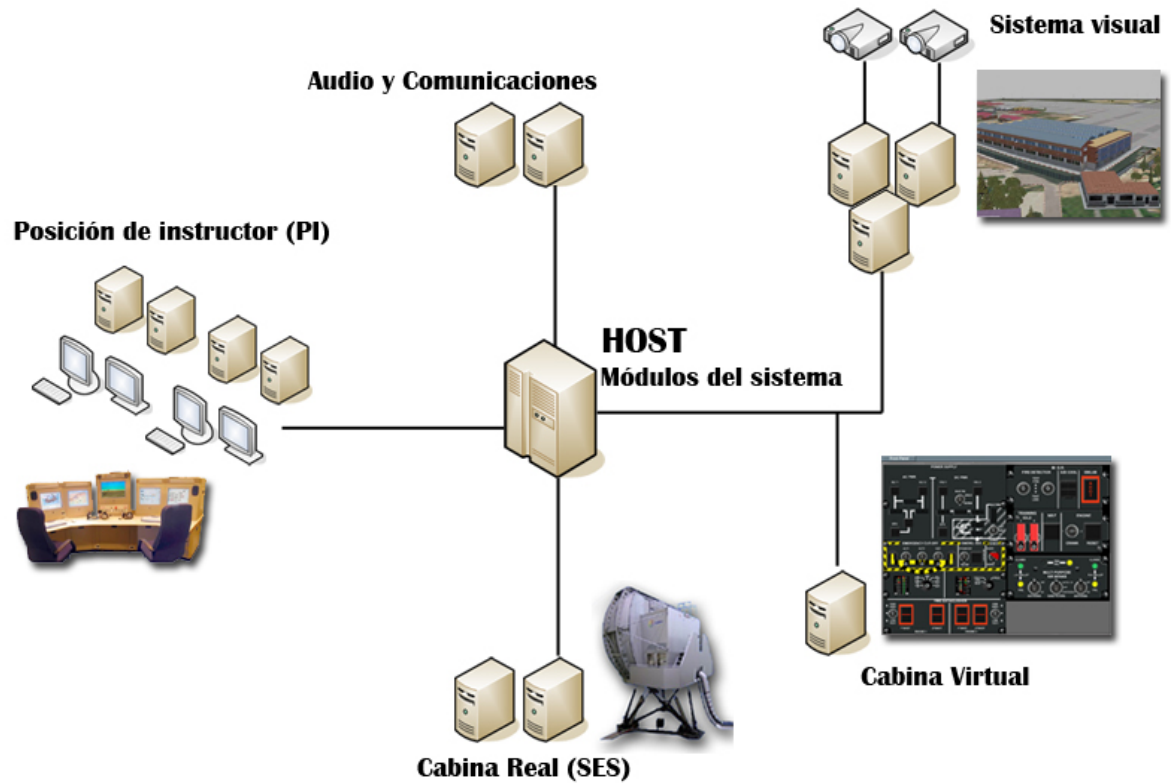 Sistema visual
Audio y Comunicaciones
Posición de instructor (PI)
HOST
Módulos del sistema
Cabina Virtual
Cabina Real (SES)